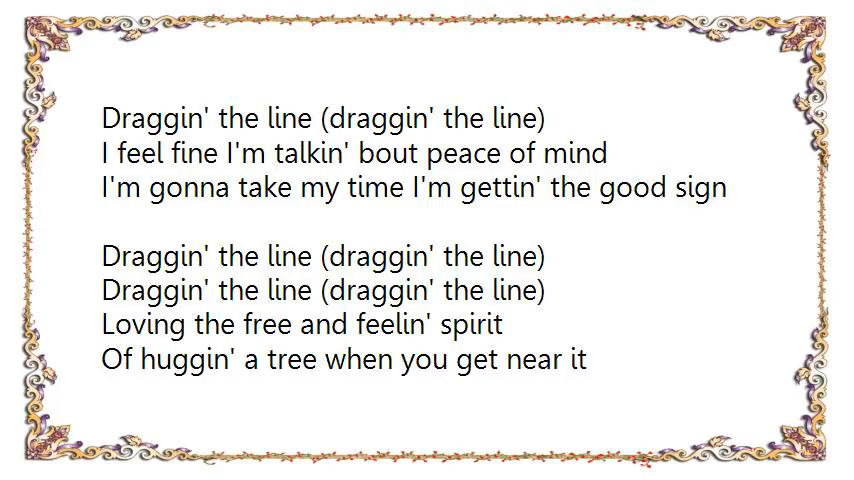 Draggin' the line (draggin' the line)
I feel fine I'm talkin' bout peace of mind
I'm gonna take my time I'm gettin' the good sign
Draggin' the line (draggin' the line)
Draggin' the line (draggin' the line)
Loving the free and feelin' spirit
Of huggin' a tree when you get near it